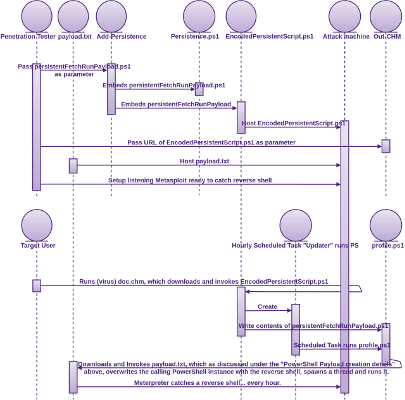 Penetration Tester
payload.txt
Add-Persistence
Persistence.ps1
EncodedPersistentScript.ps1
Attack machine
Out.CHM
Pass persistentFetchRunPayload.ps1
as parameter
Embeds persistentFetchRunPayload.ps1
Embeds persistentFetchRunPayload
Host EncodedPersistentScript.ps1
Pass URL of EncodedPersistentScript.ps1 as parameter
Host payload.txt
Setup listening Metasploit ready to catch reverse shell
Target User
Hourly Scheduled Task "Updater" runs PS
profile.ps1
Runs (virus) doc.chm, which downloads and invokes EncodedPersistentScript.ps1
Create
Write contents of persistentFetchRunPayload.ps1
Scheduled Task runs profile.ps1
Downloads and Invokes payload.txt, which as discussed under the "PowerShell Payload creation details"
above, overwrites the calling PowerShell instance with the reverse shell, spawns a thread and runs it.
Meterpreter catches a reverse shell... every hour.